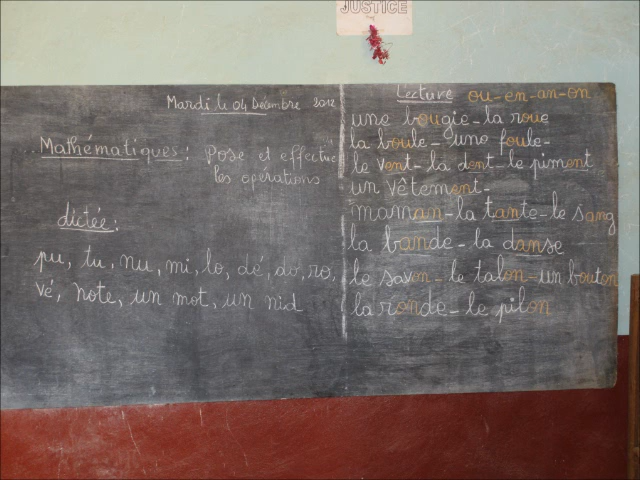 JUSTICE
Mardi le 04 Décembre 2012
Mathématiques: Pose et effectue
les opérations
dictée:
pu, tu, nu, mi, lo, dé, do, ro,
vé, note, un mot, un nid
Lecture ou-en-an-on
une bougie-la roue
la boule-une foule-
le vent-la dent-le piment
un vêtement-
maman-la tante-le sang
la bande-la danse
le savon-le talon-un bouton
la ronde-le pilon